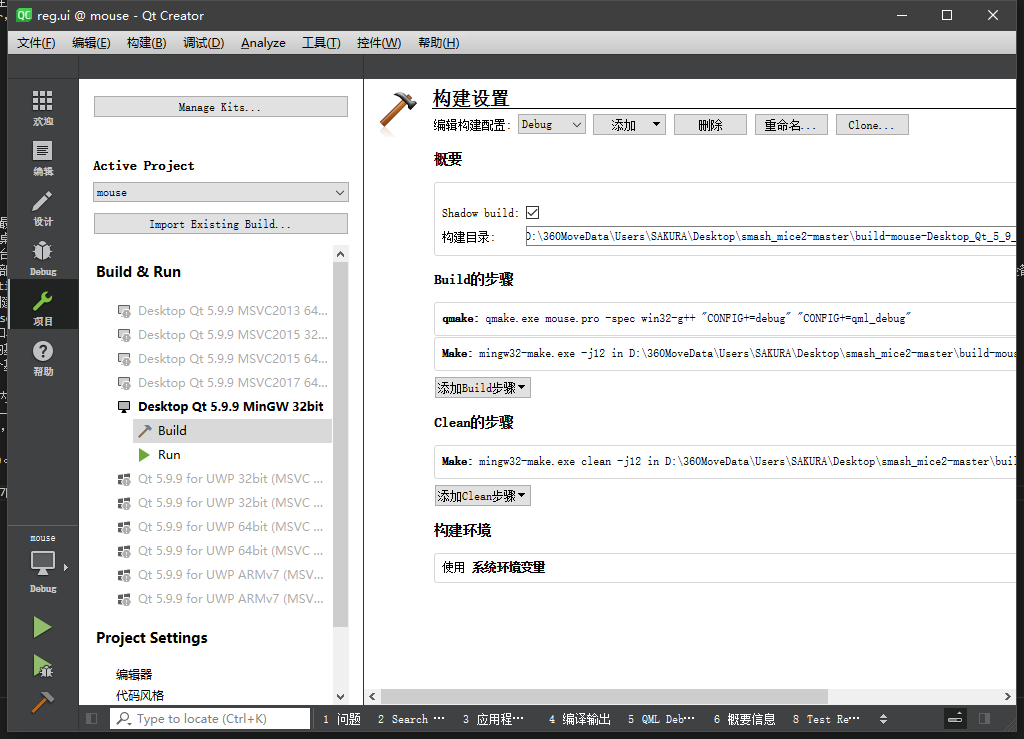 reg.ui @ mouse - Qt Creator
文件(F) 编辑(E) 构建(B) 调试(D) Analyze 工具(T) 控件(W) 帮助(H)
欢迎
编辑
设计
Debug
项目
帮助
mouse
Debug
Manage Kits...
Active Project
mouse
Import Existing Build...
Build & Run
Desktop Qt 5.9.9 MSVC2013 64...
Desktop Qt 5.9.9 MSVC2015 32...
Desktop Qt 5.9.9 MSVC2015 64...
Desktop Qt 5.9.9 MSVC2017 64...
Desktop Qt 5.9.9 MinGW 32bit
Build
Run
Qt 5.9.9 for UWP 32bit (MSVC ...
Qt 5.9.9 for UWP 32bit (MSVC ...
Qt 5.9.9 for UWP 64bit (MSVC ...
Qt 5.9.9 for UWP 64bit (MSVC ...
Qt 5.9.9 for UWP ARMv7 (MSV...
Qt 5.9.9 for UWP ARMv7 (MSV...
Project Settings
编辑器
代码风格
构建设置
编辑构建配置: Debug 添加 删除 重命名... Clone...
概要
Shadow build:
构建目录: D:\360MoveData\Users\SAKURA\Desktop\smash_mice2-master\build-mouse-Desktop_Qt_5_9_
Build的步骤
qmake: qmake.exe mouse.pro -spec win32-g++ "CONFIG+=debug" "CONFIG+=qml_debug"
Make: mingw32-make.exe -j12 in D:\360MoveData\Users\SAKURA\Desktop\smash_mice2-master\build-mous
添加Build步骤
Clean的步骤
Make: mingw32-make.exe clean -j12 in D:\360MoveData\Users\SAKURA\Desktop\smash_mice2-master\buil
添加Clean步骤
构建环境
使用 系统环境变量
Type to locate (Ctrl+K) 1 问题 2 Search ... 3 应用程... 4 编译输出 5 QML Deb... 6 概要信息 8 Test Re...